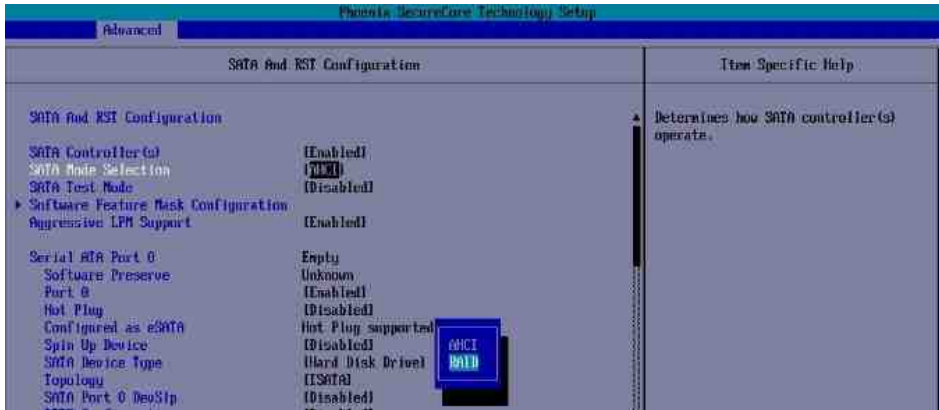 Phoenix SecureCore Technology Setup
Advanced
SATA And RST Configuration
Item Specific Help
SATA And RST Configuration
Determines how SATA controller(s)
operate.
SATA Controller(s) [Enabled]
SATA Mode Selection [AHCI]
SATA Test Mode [Disabled]
Software Feature Mask Configuration
Aggressive LPM Support [Enabled]
Serial ATA Port 0 Empty
Software Preserve Unknown
Port 0 [Enabled]
Hot Plug [Disabled]
Configured as eSATA Hot Plug supported
Spin Up Device [Disabled]
SATA Device Type [Hard Disk Drive]
Topology [ISATA]
SATA Port 0 DevSlp [Disabled]
AHCI
RAID